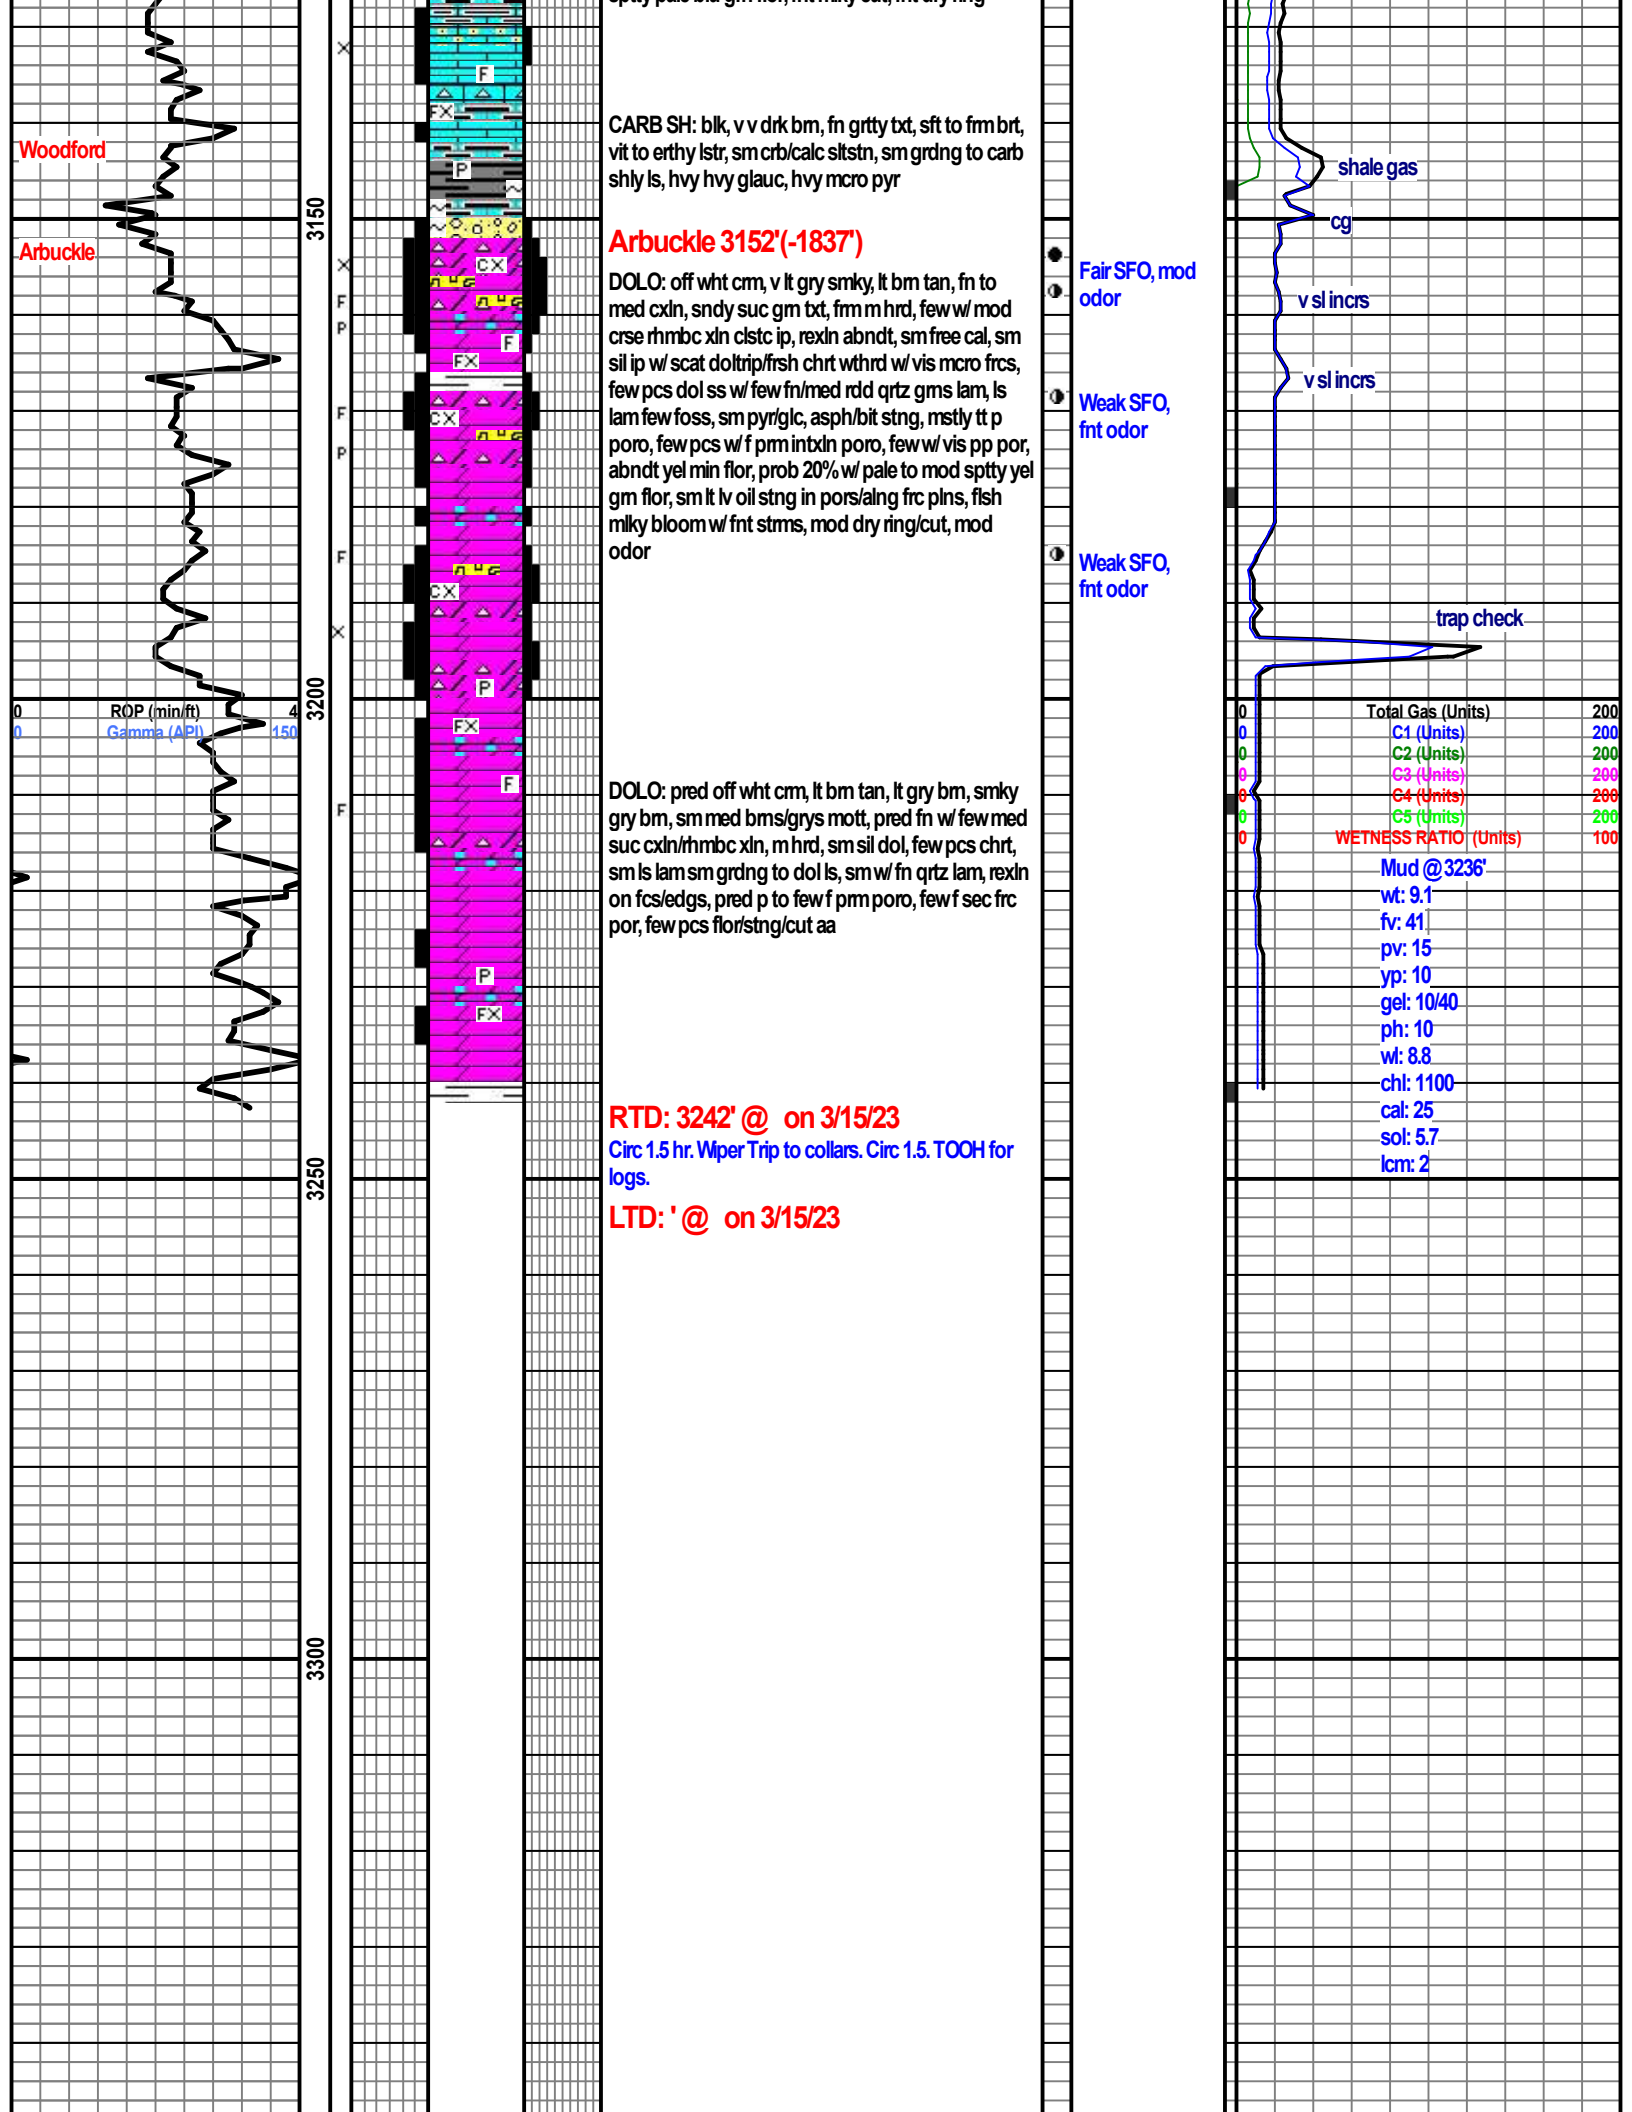 CARB SH: blk, v v drk brn, fn grtty txt, sft to frm brt,
vit to erthy lstr, sm crb/calc sltstn, sm grdng to carb
shly ls, hvy hvy glauc, hvy mcro pyr
Woodford
shale gas
cg
3150
Arbuckle
Arbuckle 3152'(-1837')
DOLO: off wht crm, v lt gry smky, lt brn tan, fn to
med cxln, sndy suc grn txt, frm m hrd, few w/ mod
crse rhmbc xln clstc ip, rexln abndt, sm free cal, sm
sil ip w/ scat doltrip/frsh chrt wthrd w/ vis mcro frcs,
few pcs dol ss w/ few fn/med rdd qrtz grns lam, ls
lam few foss, sm pyr/glc, asph/bit stng, mstly tt p
poro, few pcs w/ f prm intxln poro, few w/ vis pp por,
abndt yel min flor, prob 20% w/ pale to mod sptty yel
grn flor, sm lt lv oil stng in pors/alng frc plns, flsh
mlky bloom w/ fnt strms, mod dry ring/cut, mod
odor
Fair SFO, mod
odor
v sl incrs
v sl incrs
Weak SFO,
fnt odor
Weak SFO,
fnt odor
trap check
X
X
F
P
F
P
F
X
F
F
FX
P
CX
F
FX
CX
CX
P
FX
F
P
FX
3200
0 ROP (min/ft) 4
0 Gamma (API) 150
0 Total Gas (Units) 200
0 C1 (Units) 200
0 C2 (Units) 200
0 C3 (Units) 200
0 C4 (Units) 200
0 C5 (Units) 200
0 WETNESS RATIO (Units) 100
DOLO: pred off wht crm, lt brn tan, lt gry brn, smky
gry brn, sm med brns/grys mott, pred fn w/ few med
suc cxln/rhmbc xln, m hrd, sm sil dol, few pcs chrt,
sm ls lam sm grdng to dol ls, sm w/ fn qrtz lam, rexln
on fcs/edgs, pred p to few f prm poro, few f sec frc
por, few pcs flor/stng/cut aa
Mud @ 3236'
wt: 9.1
fv: 41
pv: 15
yp: 10
gel: 10/40
ph: 10
wl: 8.8
chl: 1100
cal: 25
sol: 5.7
lcm: 2
RTD: 3242' @ on 3/15/23
Circ 1.5 hr. Wiper Trip to collars. Circ 1.5. TOOH for
logs.
LTD: ' @ on 3/15/23
3250
3300